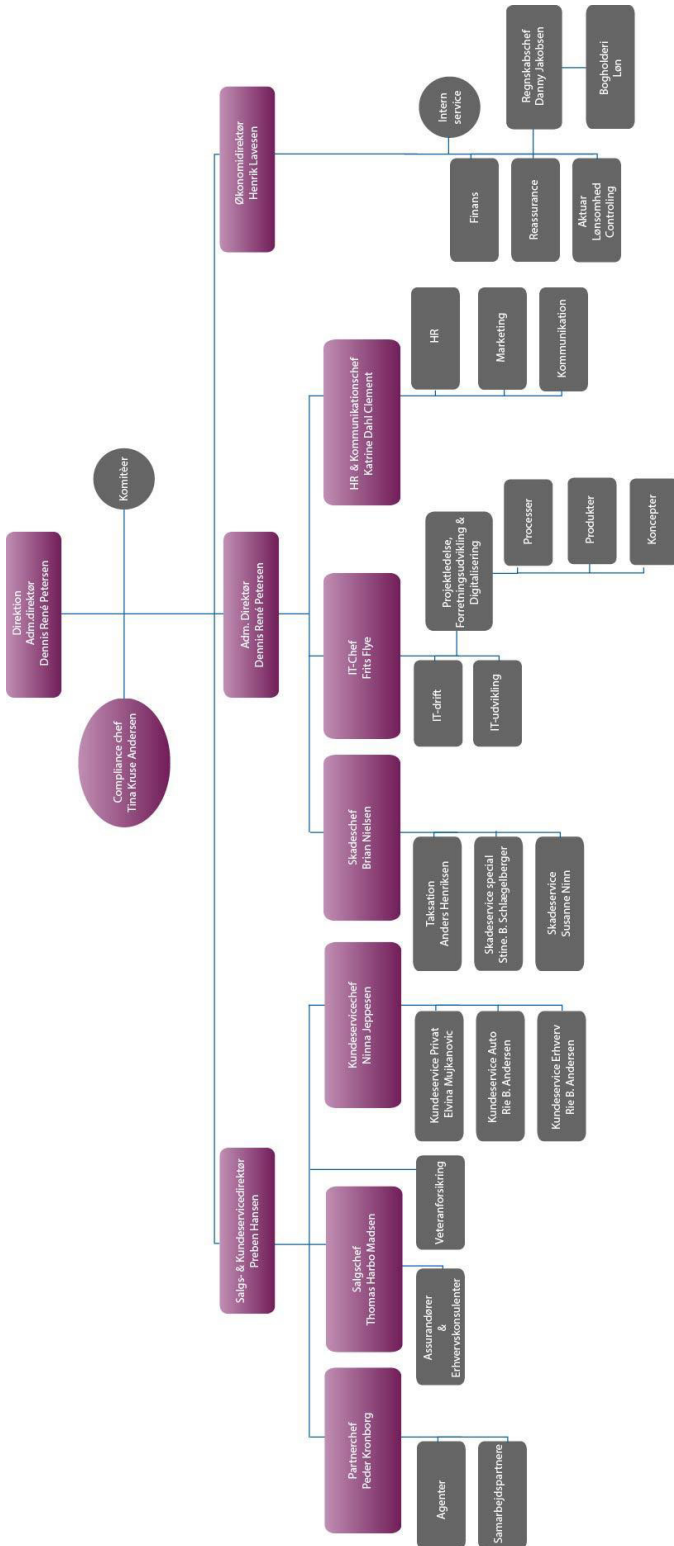 Direktion
Adm.direktør
Dennis René Petersen
Compliance chef
Tina Kruse Andersen
Komitèer
Salgs- & Kundeservicedirektør
Preben Hansen
Adm. Direktør
Dennis René Petersen
Økonomidirektør
Henrik Lavesen
Partnerchef
Peder Kronborg
Salgschef
Thomas Harbo Madsen
Kundeservicechef
Ninna Jeppesen
Skadeschef
Brian Nielsen
IT-Chef
Frits Flye
HR & Kommunikationschef
Katrine Dahl Clement
Agenter
Samarbejdspartnere
Assurandører
&
Erhvervskonsulenter
Veteranforsikring
Kundeservice Privat
Elvina Mujkanovic
Kundeservice Auto
Rie B. Andersen
Kundeservice Erhverv
Rie B. Andersen
Taksation
Anders Henriksen
Skadeservice special
Stine. B. Schlægelberger
Skadeservice
Susanne Ninn
IT-drift
IT-udvikling
Projektledelse,
Forretningsudvikling &
Digitalisering
Processer
Produkter
Koncepter
HR
Marketing
Kommunikation
Intern
service
Finans
Reassurance
Aktuar
Lønsomhed
Controling
Regnskabschef
Danny Jakobsen
Bogholderi
Løn